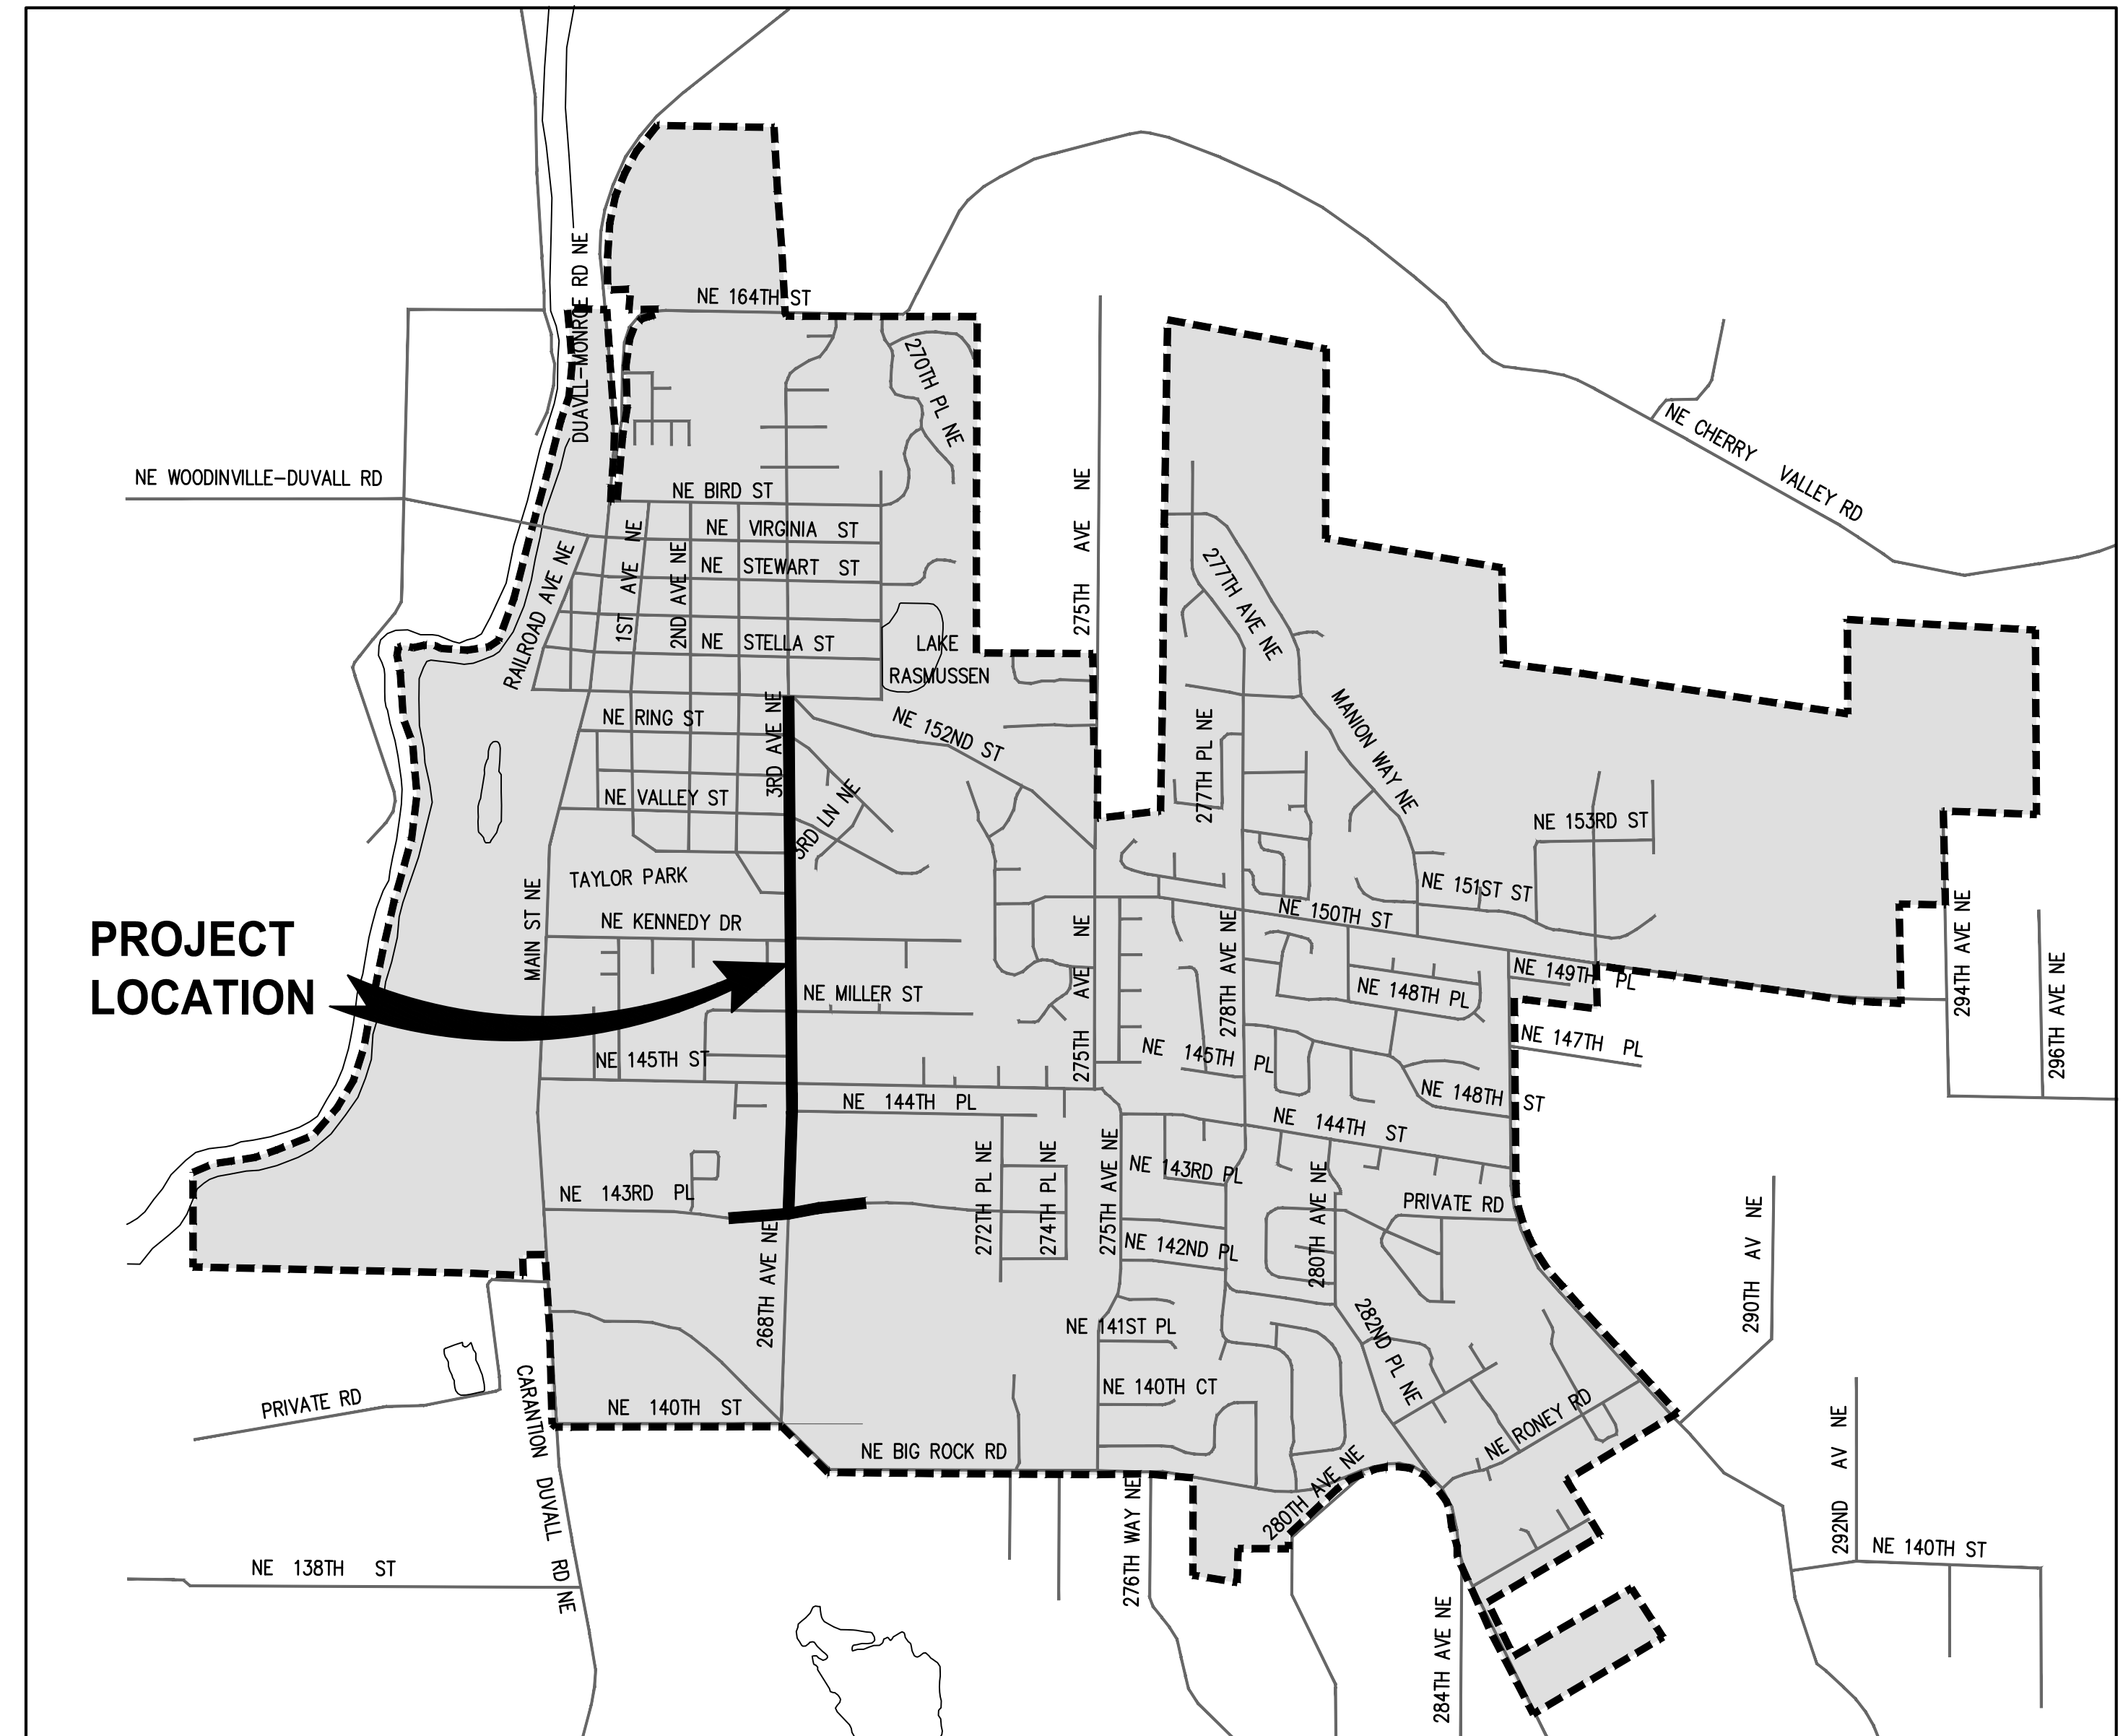 DUAVLL-MONROE RD NE
NE 164TH ST
270TH PL NE
NE CHERRY VALLEY RD
NE WOODINVILLE-DUVALL RD
NE BIRD ST
275TH AVE NE
NE VIRGINIA ST
NE STEWART ST
277TH AVE NE
RAILROAD AVE NE
1ST AVE NE
2ND AVE NE
NE STELLA ST
LAKE
RASMUSSEN
NE RING ST
3RD AVE NE
NE 152ND ST
277TH PL NE
MANION WAY NE
NE VALLEY ST
3RD LN NE
NE 153RD ST
TAYLOR PARK
MAIN ST NE
NE KENNEDY DR
NE 151ST ST
NE 150TH ST
278TH AVE NE
275TH AVE NE
294TH AVE NE
296TH AVE NE
PROJECT
LOCATION
NE MILLER ST
NE 149TH PL
NE 148TH PL
NE 147TH PL
NE 145TH ST
NE 145TH PL
NE 148TH ST
NE 144TH PL
NE 144TH ST
NE 143RD PL
272TH PL NE
274TH PL NE
275TH AVE NE
NE 143RD PL
280TH AVE NE
PRIVATE RD
290TH AV NE
268TH AVE NE
NE 142ND PL
NE 141ST PL
282ND PL NE
NE 140TH CT
PRIVATE RD
CARANTION DUVALL RD NE
NE 140TH ST
NE BIG ROCK RD
NE RONEY RD
280TH AVE NE
276TH WAY NE
292ND AV NE
NE 140TH ST
NE 138TH ST
284TH AVE NE